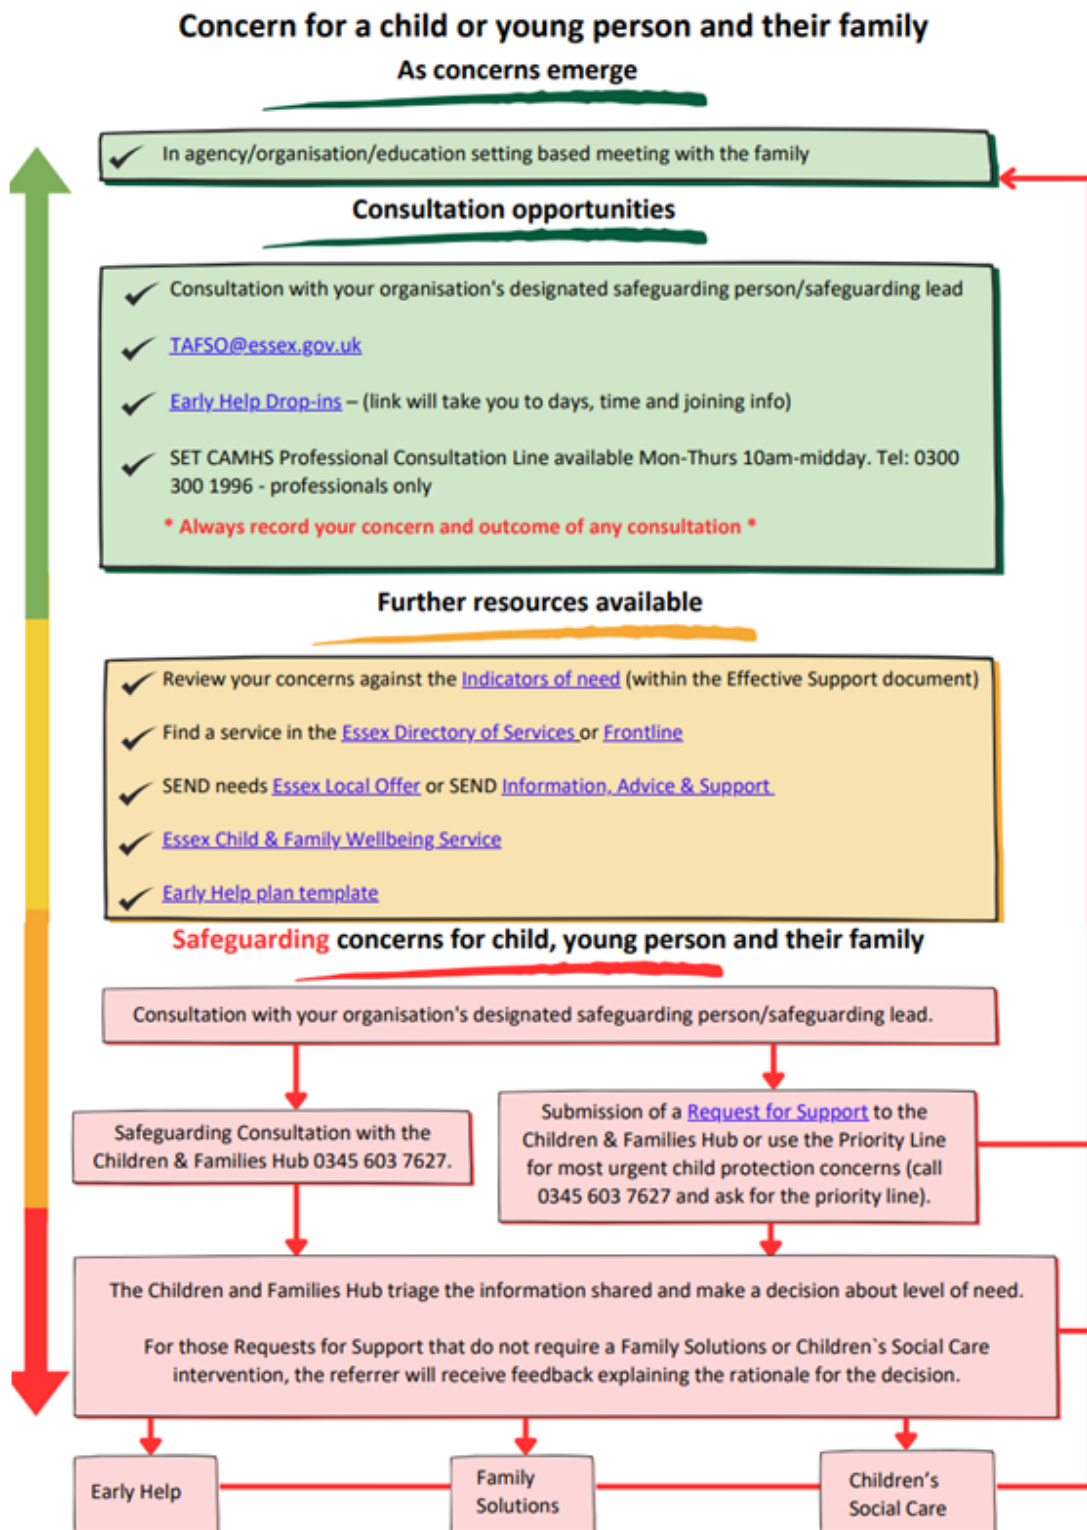 Concern for a child or young person and their family
As concerns emerge
In agency/organisation/education setting based meeting with the family
Consultation opportunities
Consultation with your organisation's designated safeguarding person/safeguarding lead
TAFSO@essex.gov.uk
Early Help Drop-ins – (link will take you to days, time and joining info)
SET CAMHS Professional Consultation Line available Mon-Thurs 10am-midday. Tel: 0300
300 1996 - professionals only
* Always record your concern and outcome of any consultation *
Further resources available
Review your concerns against the Indicators of need (within the Effective Support document)
Find a service in the Essex Directory of Services or Frontline
SEND needs Essex Local Offer or SEND Information, Advice & Support
Essex Child & Family Wellbeing Service
Early Help plan template
Safeguarding concerns for child, young person and their family
Consultation with your organisation's designated safeguarding person/safeguarding lead.
Safeguarding Consultation with the
Children & Families Hub 0345 603 7627.
Submission of a Request for Support to the
Children & Families Hub or use the Priority Line
for most urgent child protection concerns (call
0345 603 7627 and ask for the priority line).
The Children and Families Hub triage the information shared and make a decision about level of need.
For those Requests for Support that do not require a Family Solutions or Children`s Social Care
intervention, the referrer will receive feedback explaining the rationale for the decision.
Early Help
Family
Solutions
Children's
Social Care